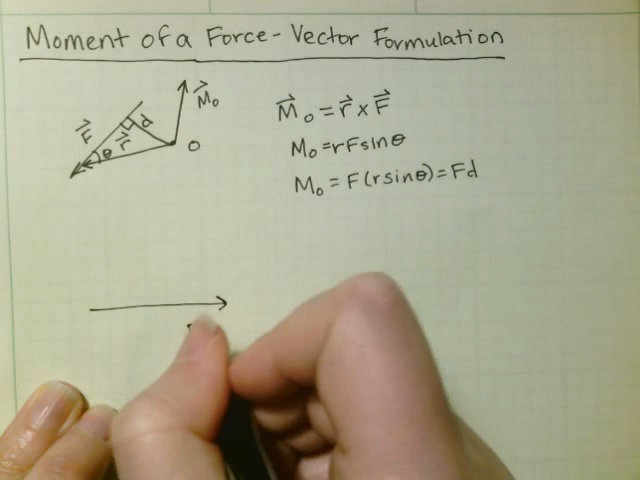 Moment of a Force - Vector Formulation
M⃗o
d
F⃗
r⃗
θ
O
M⃗o = r⃗ x F⃗
Mo = rFsinθ
Mo = F(rsinθ) = Fd